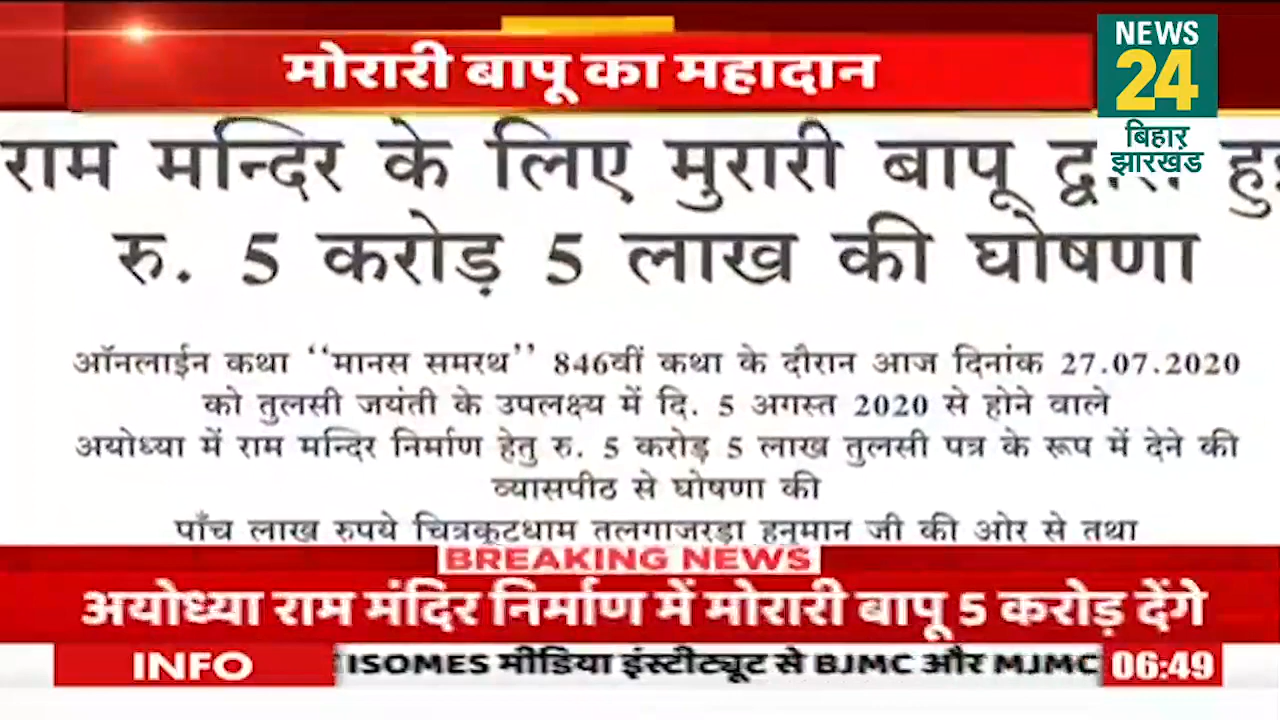 मोरारी बापू का महादान
NEWS
24
बिहार
झारखंड
राम मन्दिर के लिए मुरारी बापू
रु. 5 करोड़ 5 लाख की घोषणा
ऑनलाईन कथा ‘‘मानस समरथ’’ 846वीं कथा के दौरान आज दिनांक 27.07.2020
को तुलसी जयंती के उपलक्ष्य में दि. 5 अगस्त 2020 से होने वाले
अयोध्या में राम मन्दिर निर्माण हेतु रु. 5 करोड़ 5 लाख तुलसी पत्र के रूप में देने की
व्यासपीठ से घोषणा की
पाँच लाख रुपये चित्रकूटधाम तलगाजरड़ा हनुमान जी की ओर से तथा
BREAKING NEWS
अयोध्या राम मंदिर निर्माण में मोरारी बापू 5 करोड़ देंगे
INFO ISOMES मीडिया इंस्टीट्यूट से BJMC और MJMC 06:49